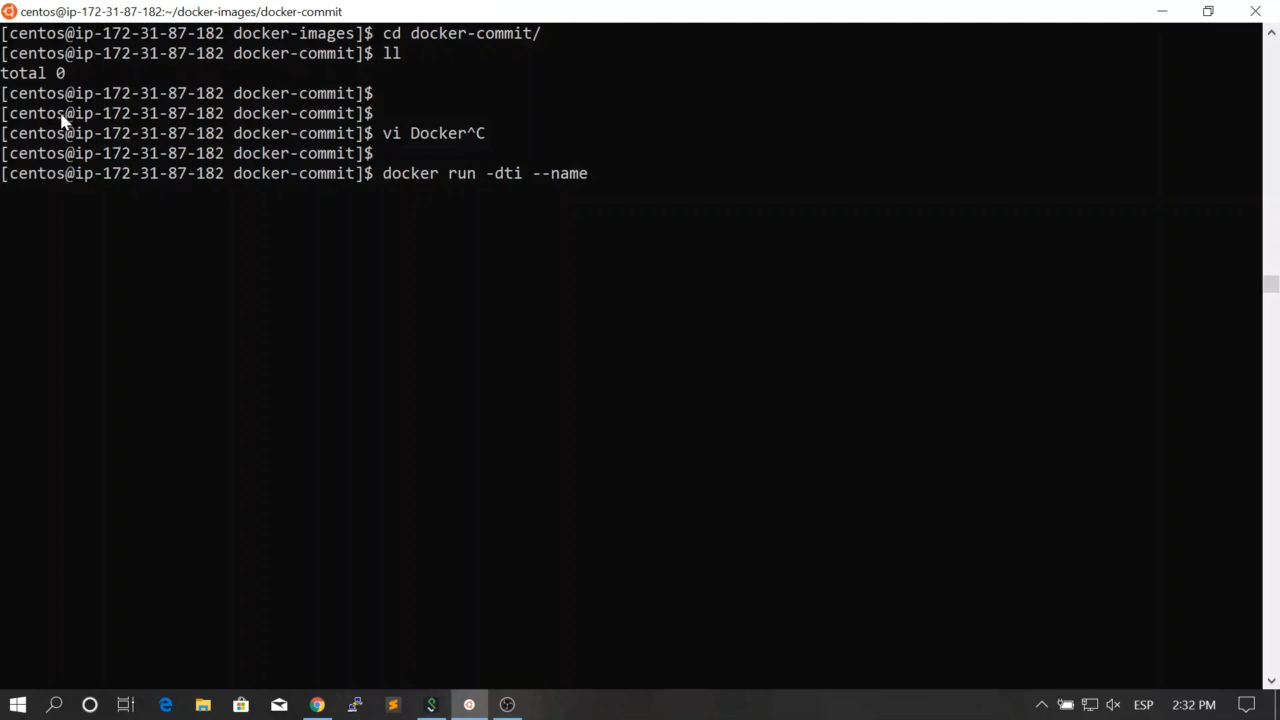 centos@ip-172-31-87-182:~/docker-images/docker-commit
[centos@ip-172-31-87-182 docker-images]$ cd docker-commit/
[centos@ip-172-31-87-182 docker-commit]$ ll
total 0
[centos@ip-172-31-87-182 docker-commit]$
[centos@ip-172-31-87-182 docker-commit]$
[centos@ip-172-31-87-182 docker-commit]$ vi Docker^C
[centos@ip-172-31-87-182 docker-commit]$
[centos@ip-172-31-87-182 docker-commit]$ docker run -dti --name
ESP 2:32 PM